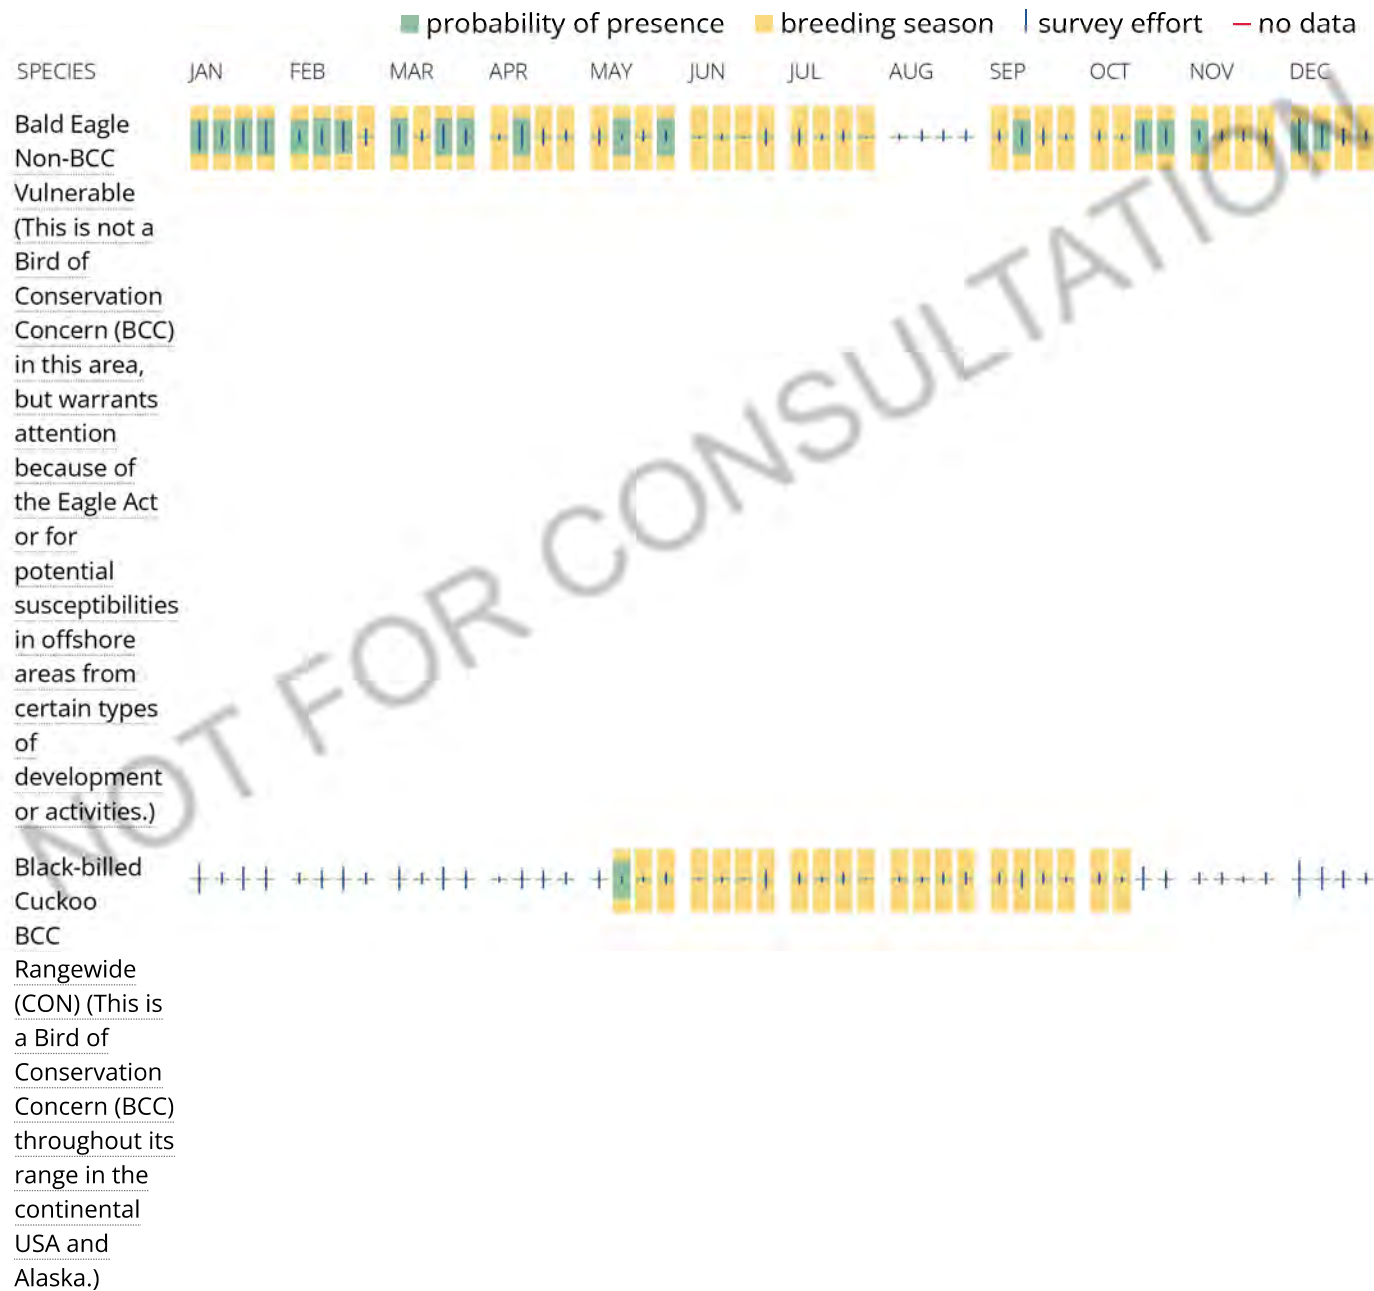 probability of presence breeding season survey effort no data
SPECIES JAN FEB MAR APR MAY JUN JUL AUG SEP OCT NOV DEC
Bald Eagle
Non-BCC
Vulnerable
(This is not a
Bird of
Conservation
Concern (BCC)
in this area,
but warrants
attention
because of
the Eagle Act
or for
potential
susceptibilities
in offshore
areas from
certain types
of
development
or activities.)
Black-billed
Cuckoo
BCC
Rangewide
(CON) (This is
a Bird of
Conservation
Concern (BCC)
throughout its
range in the
continental
USA and
Alaska.)
NOT FOR CONSULTATION